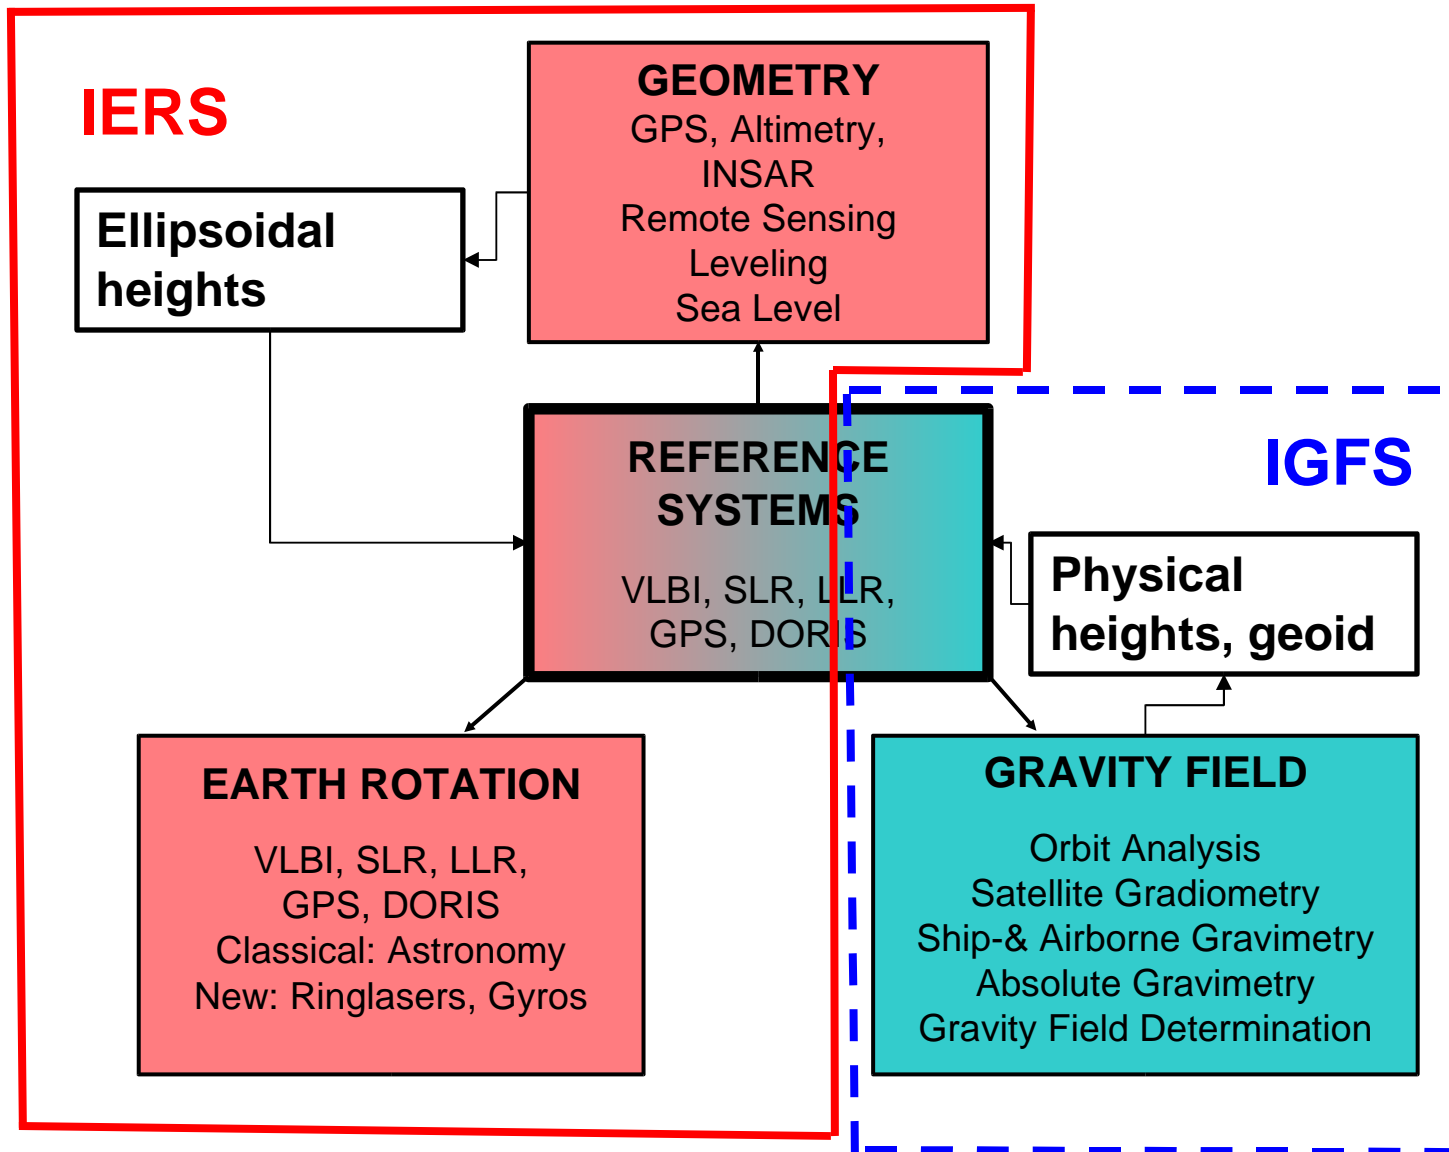 IERS
GEOMETRY
GPS, Altimetry,
INSAR
Remote Sensing
Leveling
Sea Level
Ellipsoidal
heights
REFERENCE
SYSTEMS
VLBI, SLR, LLR,
GPS, DORIS
IGFS
Physical
heights, geoid
EARTH ROTATION
VLBI, SLR, LLR,
GPS, DORIS
Classical: Astronomy
New: Ringlasers, Gyros
GRAVITY FIELD
Orbit Analysis
Satellite Gradiometry
Ship-& Airborne Gravimetry
Absolute Gravimetry
Gravity Field Determination